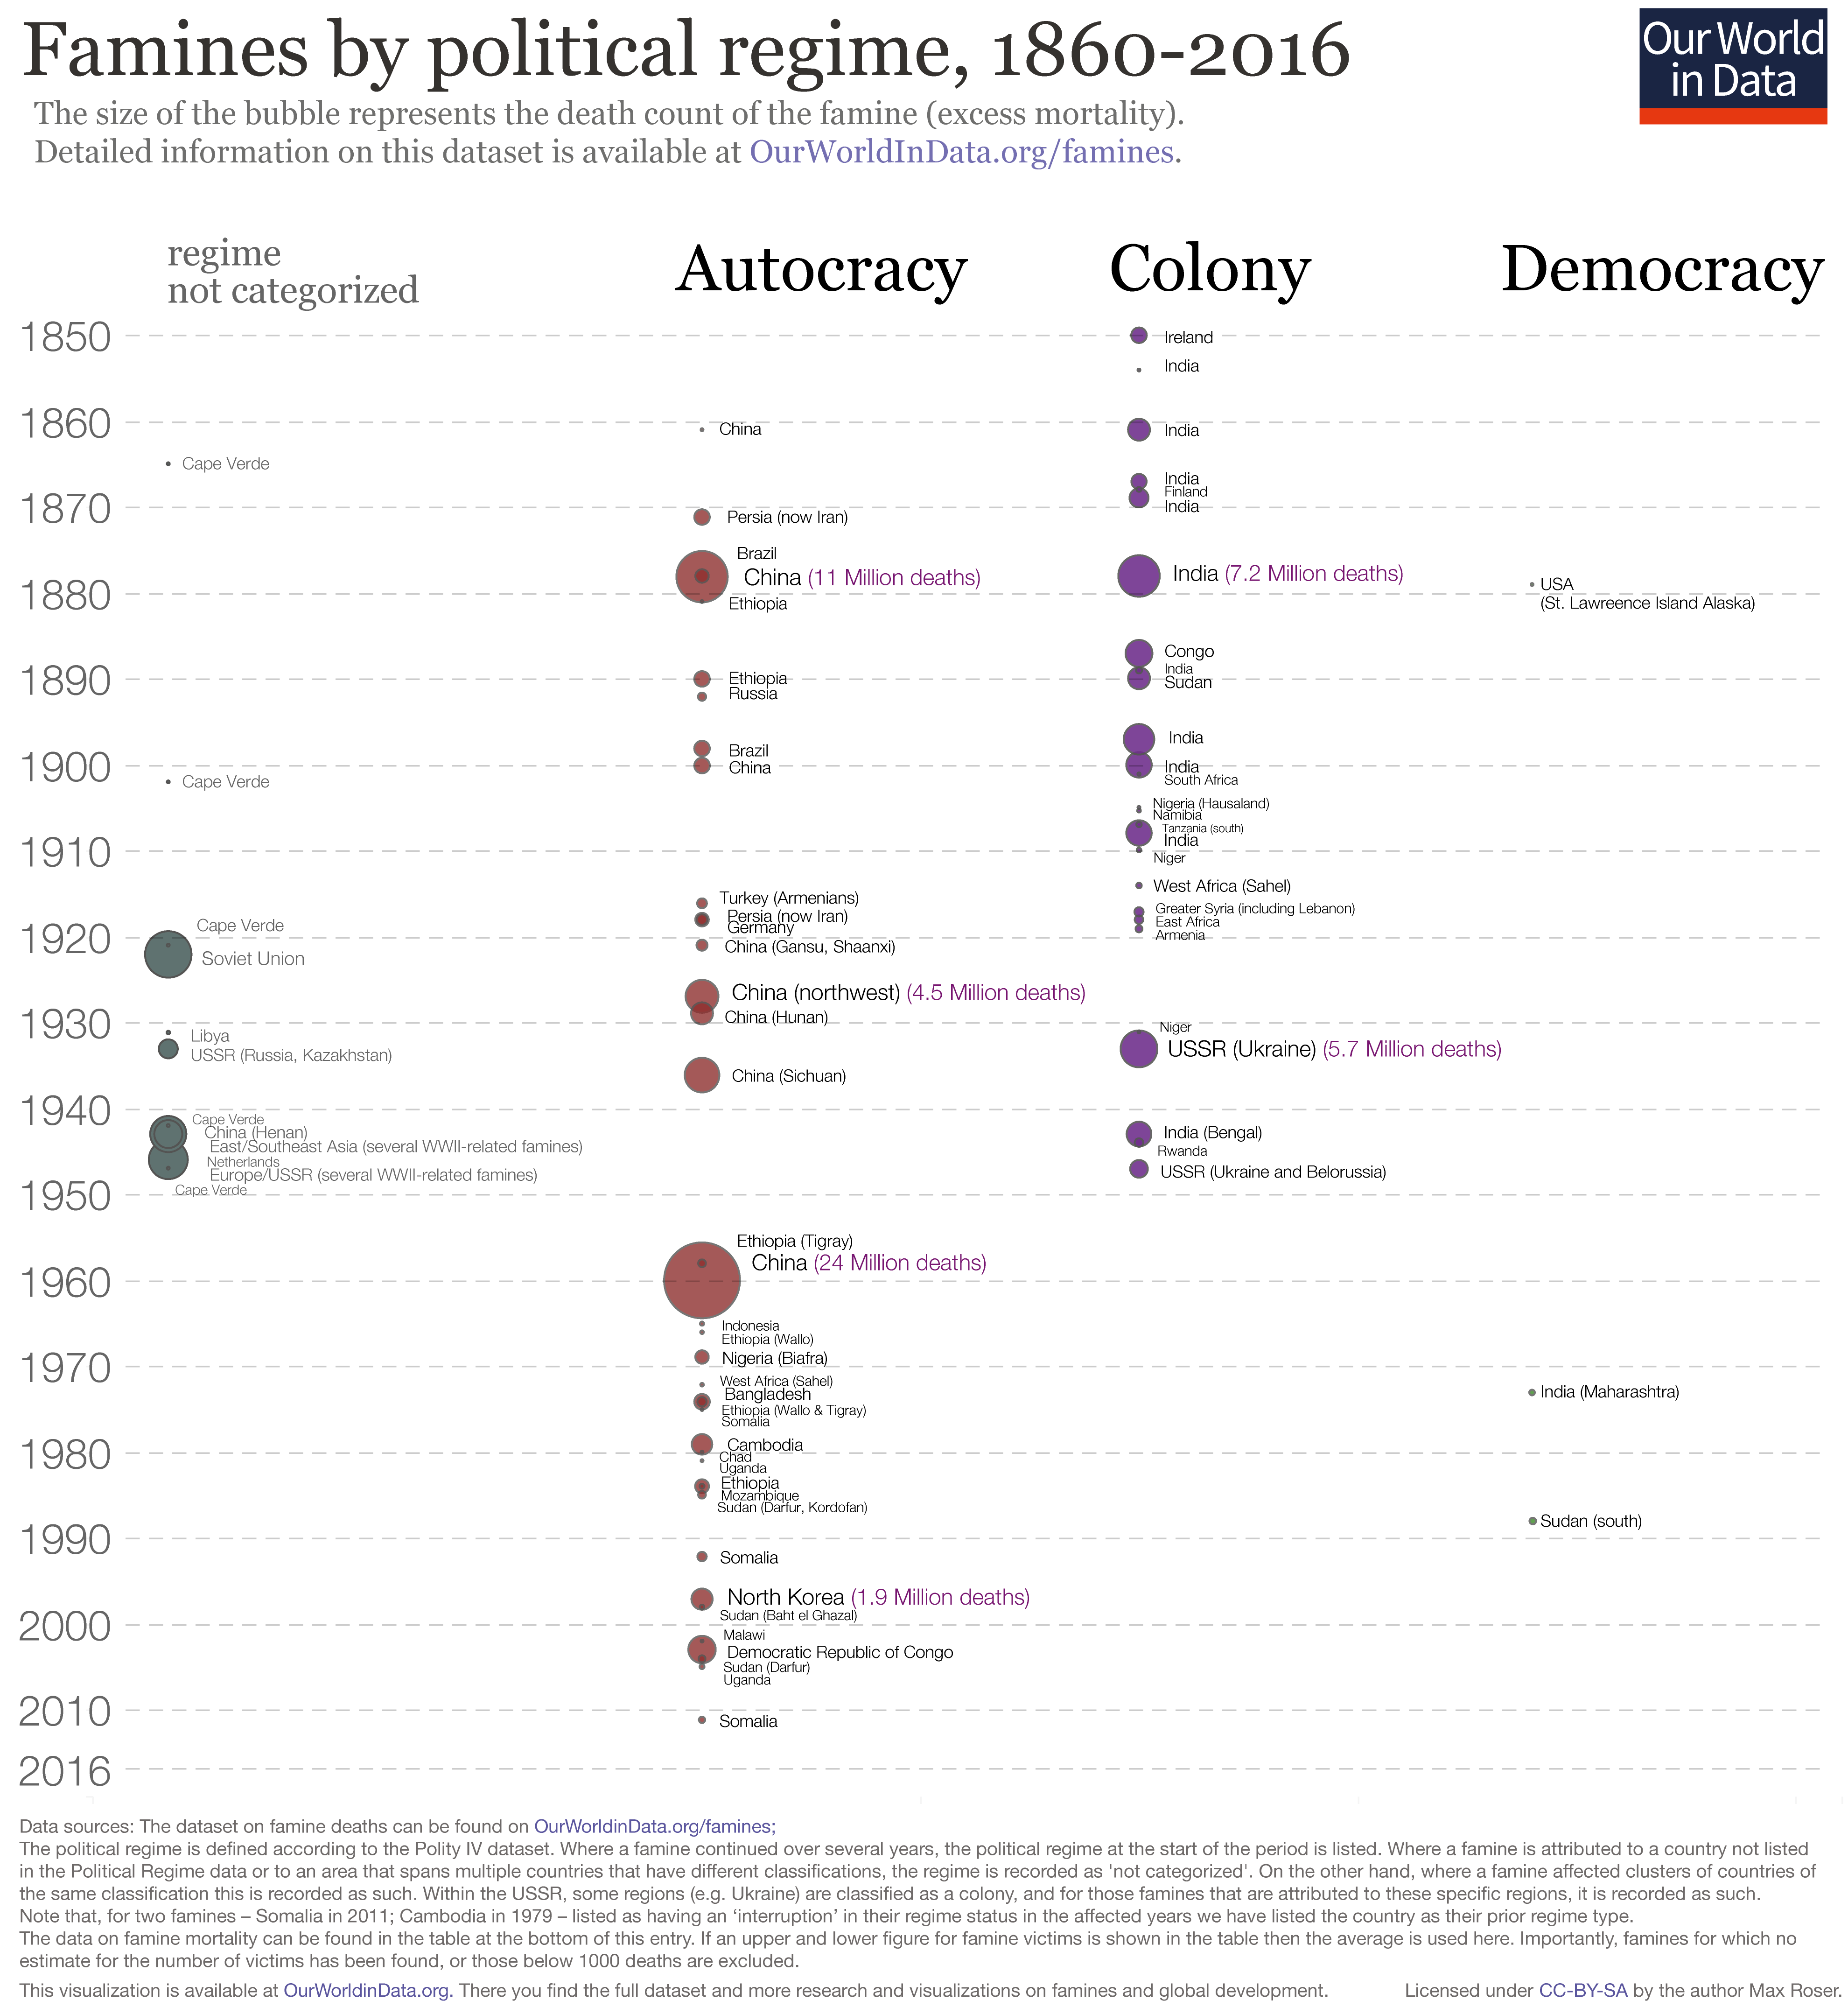 Famines by political regime, 1860-2016
Our World
in Data
The size of the bubble represents the death count of the famine (excess mortality).
Detailed information on this dataset is available at OurWorldInData.org/famines.
regime
not categorized
Autocracy
Colony
Democracy
1850
Ireland
India
1860
China
India
Cape Verde
India
Finland
1870
India
Persia (now Iran)
Brazil
China (11 Million deaths)
India (7.2 Million deaths)
1880
USA
(St. Lawreence Island Alaska)
Ethiopia
Congo
India
1890
Ethiopia
Sudan
Russia
India
Brazil
1900
China
India
South Africa
Cape Verde
Nigeria (Hausaland)
Namibia
Tanzania (south)
India
1910
Niger
West Africa (Sahel)
Turkey (Armenians)
Greater Syria (including Lebanon)
Persia (now Iran)
East Africa
Germany
Armenia
Cape Verde
1920
China (Gansu, Shaanxi)
Soviet Union
China (northwest) (4.5 Million deaths)
China (Hunan)
1930
Niger
Libya
USSR (Russia, Kazakhstan)
USSR (Ukraine) (5.7 Million deaths)
China (Sichuan)
1940
Cape Verde
China (Henan)
India (Bengal)
East/Southeast Asia (several WWII-related famines)
Rwanda
Netherlands
Europe/USSR (several WWII-related famines)
USSR (Ukraine and Belorussia)
Cape Verde
1950
Ethiopia (Tigray)
China (24 Million deaths)
1960
Indonesia
Ethiopia (Wallo)
Nigeria (Biafra)
1970
West Africa (Sahel)
Bangladesh
India (Maharashtra)
Ethiopia (Wallo & Tigray)
Somalia
Cambodia
1980
Chad
Uganda
Ethiopia
Mozambique
Sudan (Darfur, Kordofan)
Sudan (south)
1990
Somalia
North Korea (1.9 Million deaths)
Sudan (Baht el Ghazal)
2000
Malawi
Democratic Republic of Congo
Sudan (Darfur)
Uganda
2010
Somalia
2016
Data sources: The dataset on famine deaths can be found on OurWorldinData.org/famines;
The political regime is defined according to the Polity IV dataset. Where a famine continued over several years, the political regime at the start of the period is listed. Where a famine is attributed to a country not listed
in the Political Regime data or to an area that spans multiple countries that have different classifications, the regime is recorded as 'not categorized'. On the other hand, where a famine affected clusters of countries of
the same classification this is recorded as such. Within the USSR, some regions (e.g. Ukraine) are classified as a colony, and for those famines that are attributed to these specific regions, it is recorded as such.
Note that, for two famines – Somalia in 2011; Cambodia in 1979 – listed as having an ‘interruption’ in their regime status in the affected years we have listed the country as their prior regime type.
The data on famine mortality can be found in the table at the bottom of this entry. If an upper and lower figure for famine victims is shown in the table then the average is used here. Importantly, famines for which no
estimate for the number of victims has been found, or those below 1000 deaths are excluded.
This visualization is available at OurWorldinData.org. There you find the full dataset and more research and visualizations on famines and global development.
Licensed under CC-BY-SA by the author Max Roser.